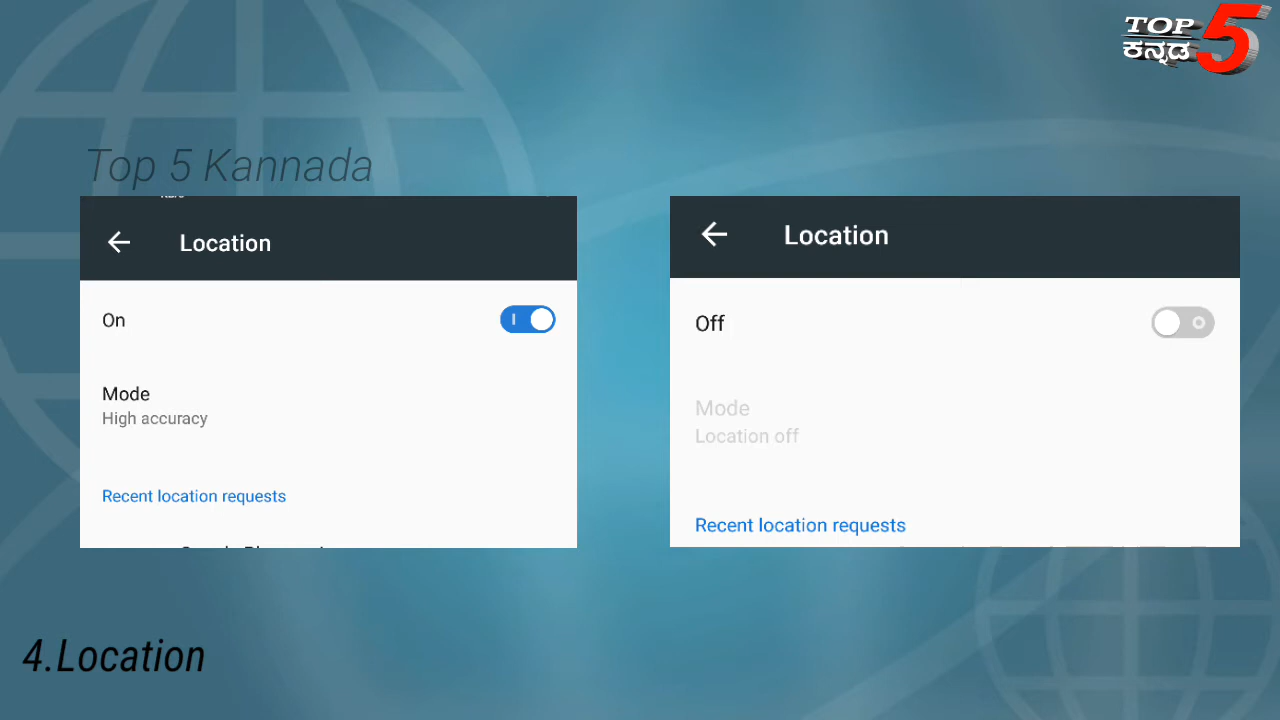 TOP 5
ಕನ್ನಡ
Top 5 Kannada
Location
On
Mode
High accuracy
Recent location requests
Location
Off
Mode
Location off
Recent location requests
4.Location